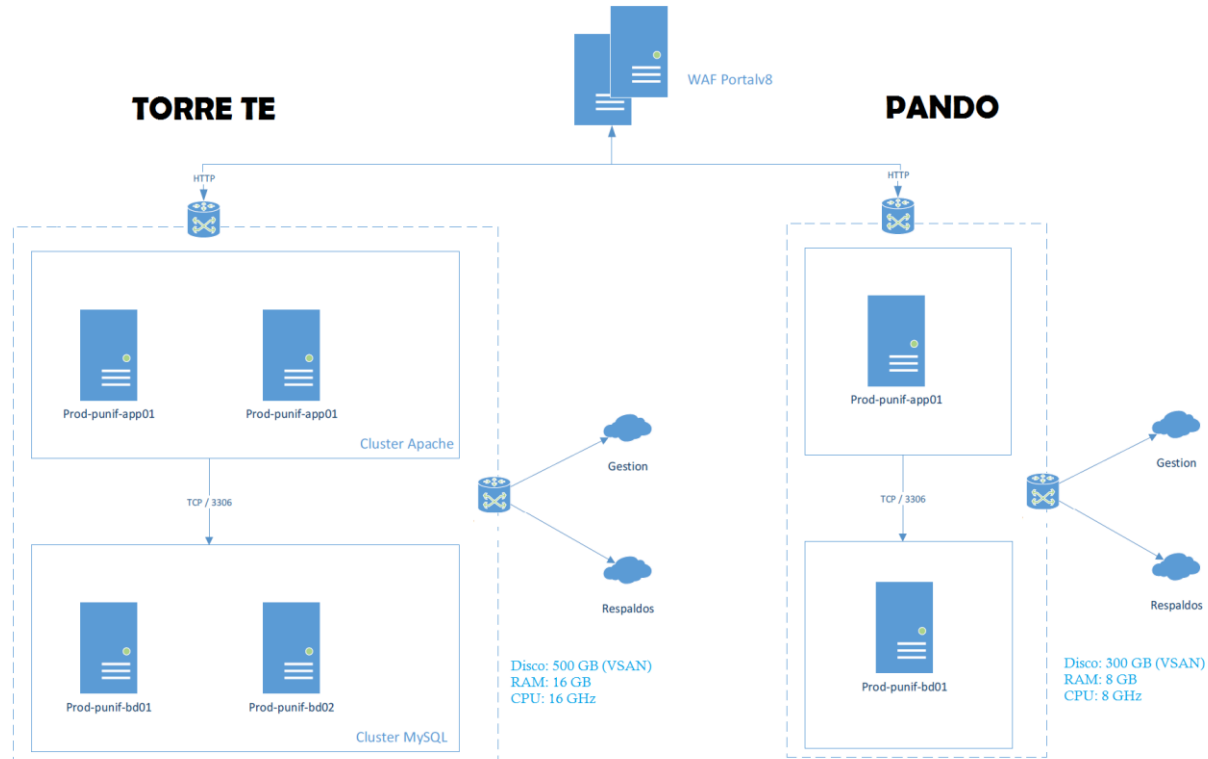 WAF Portalv8
TORRE TE
PANDO
HTTP
HTTP
Prod-punif-app01
Prod-punif-app01
Cluster Apache
Prod-punif-app01
Gestion
Gestion
TCP / 3306
TCP / 3306
Respaldos
Respaldos
Prod-punif-bd01
Prod-punif-bd02
Cluster MySQL
Disco: 500 GB (VSAN)
RAM: 16 GB
CPU: 16 GHz
Prod-punif-bd01
Disco: 300 GB (VSAN)
RAM: 8 GB
CPU: 8 GHz